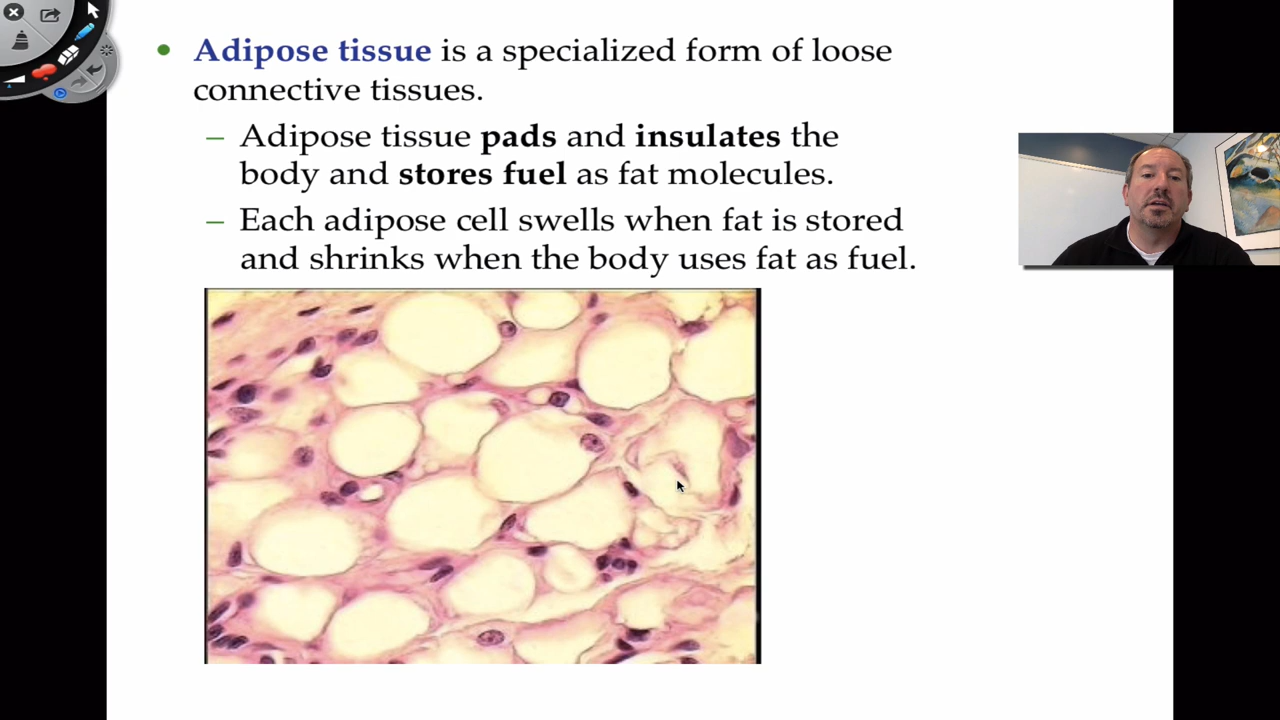 • Adipose tissue is a specialized form of loose
connective tissues.
– Adipose tissue pads and insulates the
body and stores fuel as fat molecules.
– Each adipose cell swells when fat is stored
and shrinks when the body uses fat as fuel.